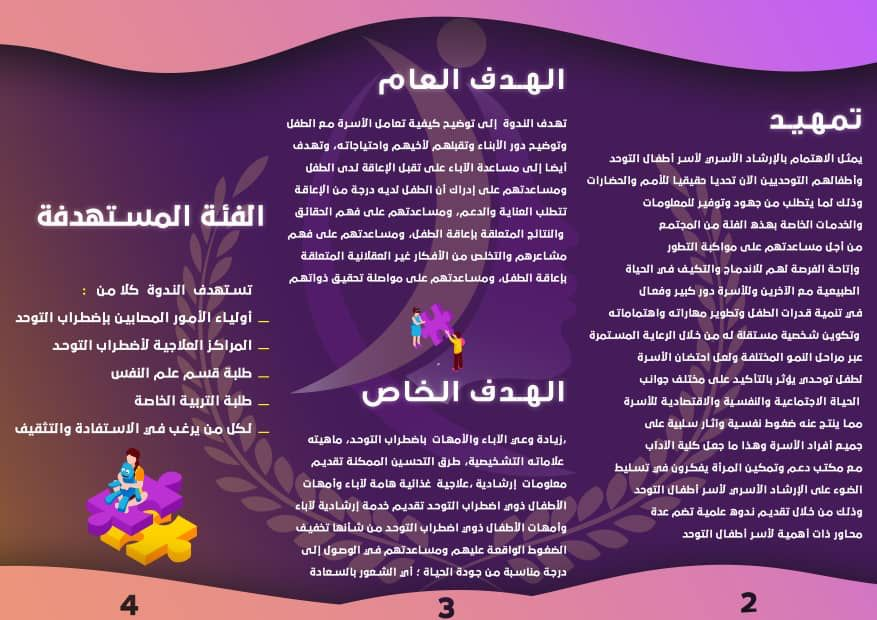 تمهيد
يمثل الاهتمام بالإرشاد الأسري لأسر أطفال التوحد
وأطفالهم التوحديين الآن تحديا حقيقيا للأمم والحضارات
وذلك لما يتطلب من جهود وتوفير للمعلومات
والخدمات الخاصة بهذه الفئة من المجتمع
من أجل مساعدتهم على مواكبة التطور
وإتاحة الفرصة لهم للاندماج والتكيف في الحياة
الطبيعية مع الآخرين وللأسرة دور كبير وفعال
في تنمية قدرات الطفل وتطوير مهاراته واهتماماته
وتكوين شخصية مستقلة له من خلال الرعاية المستمرة
عبر مراحل النمو المختلفة ولعل احتضان الأسرة
لطفل توحدي يؤثر بالتأكيد على مختلف جوانب
الحياة الاجتماعية والنفسية والاقتصادية للأسرة
مما ينتج عنه ضغوط نفسية وآثار سلبية على
جميع أفراد الأسرة وهذا ما جعل كلية الآداب
مع مكتب دعم وتمكين المرأة يفكرون في تسليط
الضوء على الإرشاد الأسري لأسر أطفال التوحد
وذلك من خلال تقديم ندوه علمية تضم عدة
محاور ذات أهمية لأسر أطفال التوحد
2
الهدف العام
تهدف الندوة إلى توضيح كيفية تعامل الأسرة مع الطفل
وتوضيح دور الأبناء وتقبلهم لأخيهم واحتياجاته، وتهدف
أيضا إلى مساعدة الآباء على تقبل الإعاقة لدى الطفل
ومساعدتهم على إدراك أن الطفل لديه درجة من الإعاقة
تتطلب العناية والدعم، ومساعدتهم على فهم الحقائق
والنتائج المتعلقة بإعاقة الطفل، ومساعدتهم على فهم
مشاعرهم والتخلص من الأفكار غير العقلانية المتعلقة
بإعاقة الطفل، ومساعدتهم على مواصلة تحقيق ذواتهم
الهدف الخاص
،زيادة وعي الآباء والأمهات باضطراب التوحد، ماهيته
علاماته التشخيصية، طرق التحسين الممكنة تقديم
معلومات إرشادية ،علاجية غذائية هامة لآباء وأمهات
الأطفال ذوي اضطراب التوحد تقديم خدمة إرشادية لآباء
وأمهات الأطفال ذوي اضطراب التوحد من شأنها تخفيف
الضغوط الواقعة عليهم ومساعدتهم في الوصول إلى
درجة مناسبة من جودة الحياة ؛ أي الشعور بالسعادة
3
الفئة المستهدفة
تستهدف الندوة كلا من :
_ أولياء الأمور المصابين بإضطراب التوحد
_ المراكز العلاجية لأضطراب التوحد
_ طلبة قسم علم النفس
_ طلبة التربية الخاصة
_ لكل من يرغب في الاستفادة والتثقيف
4